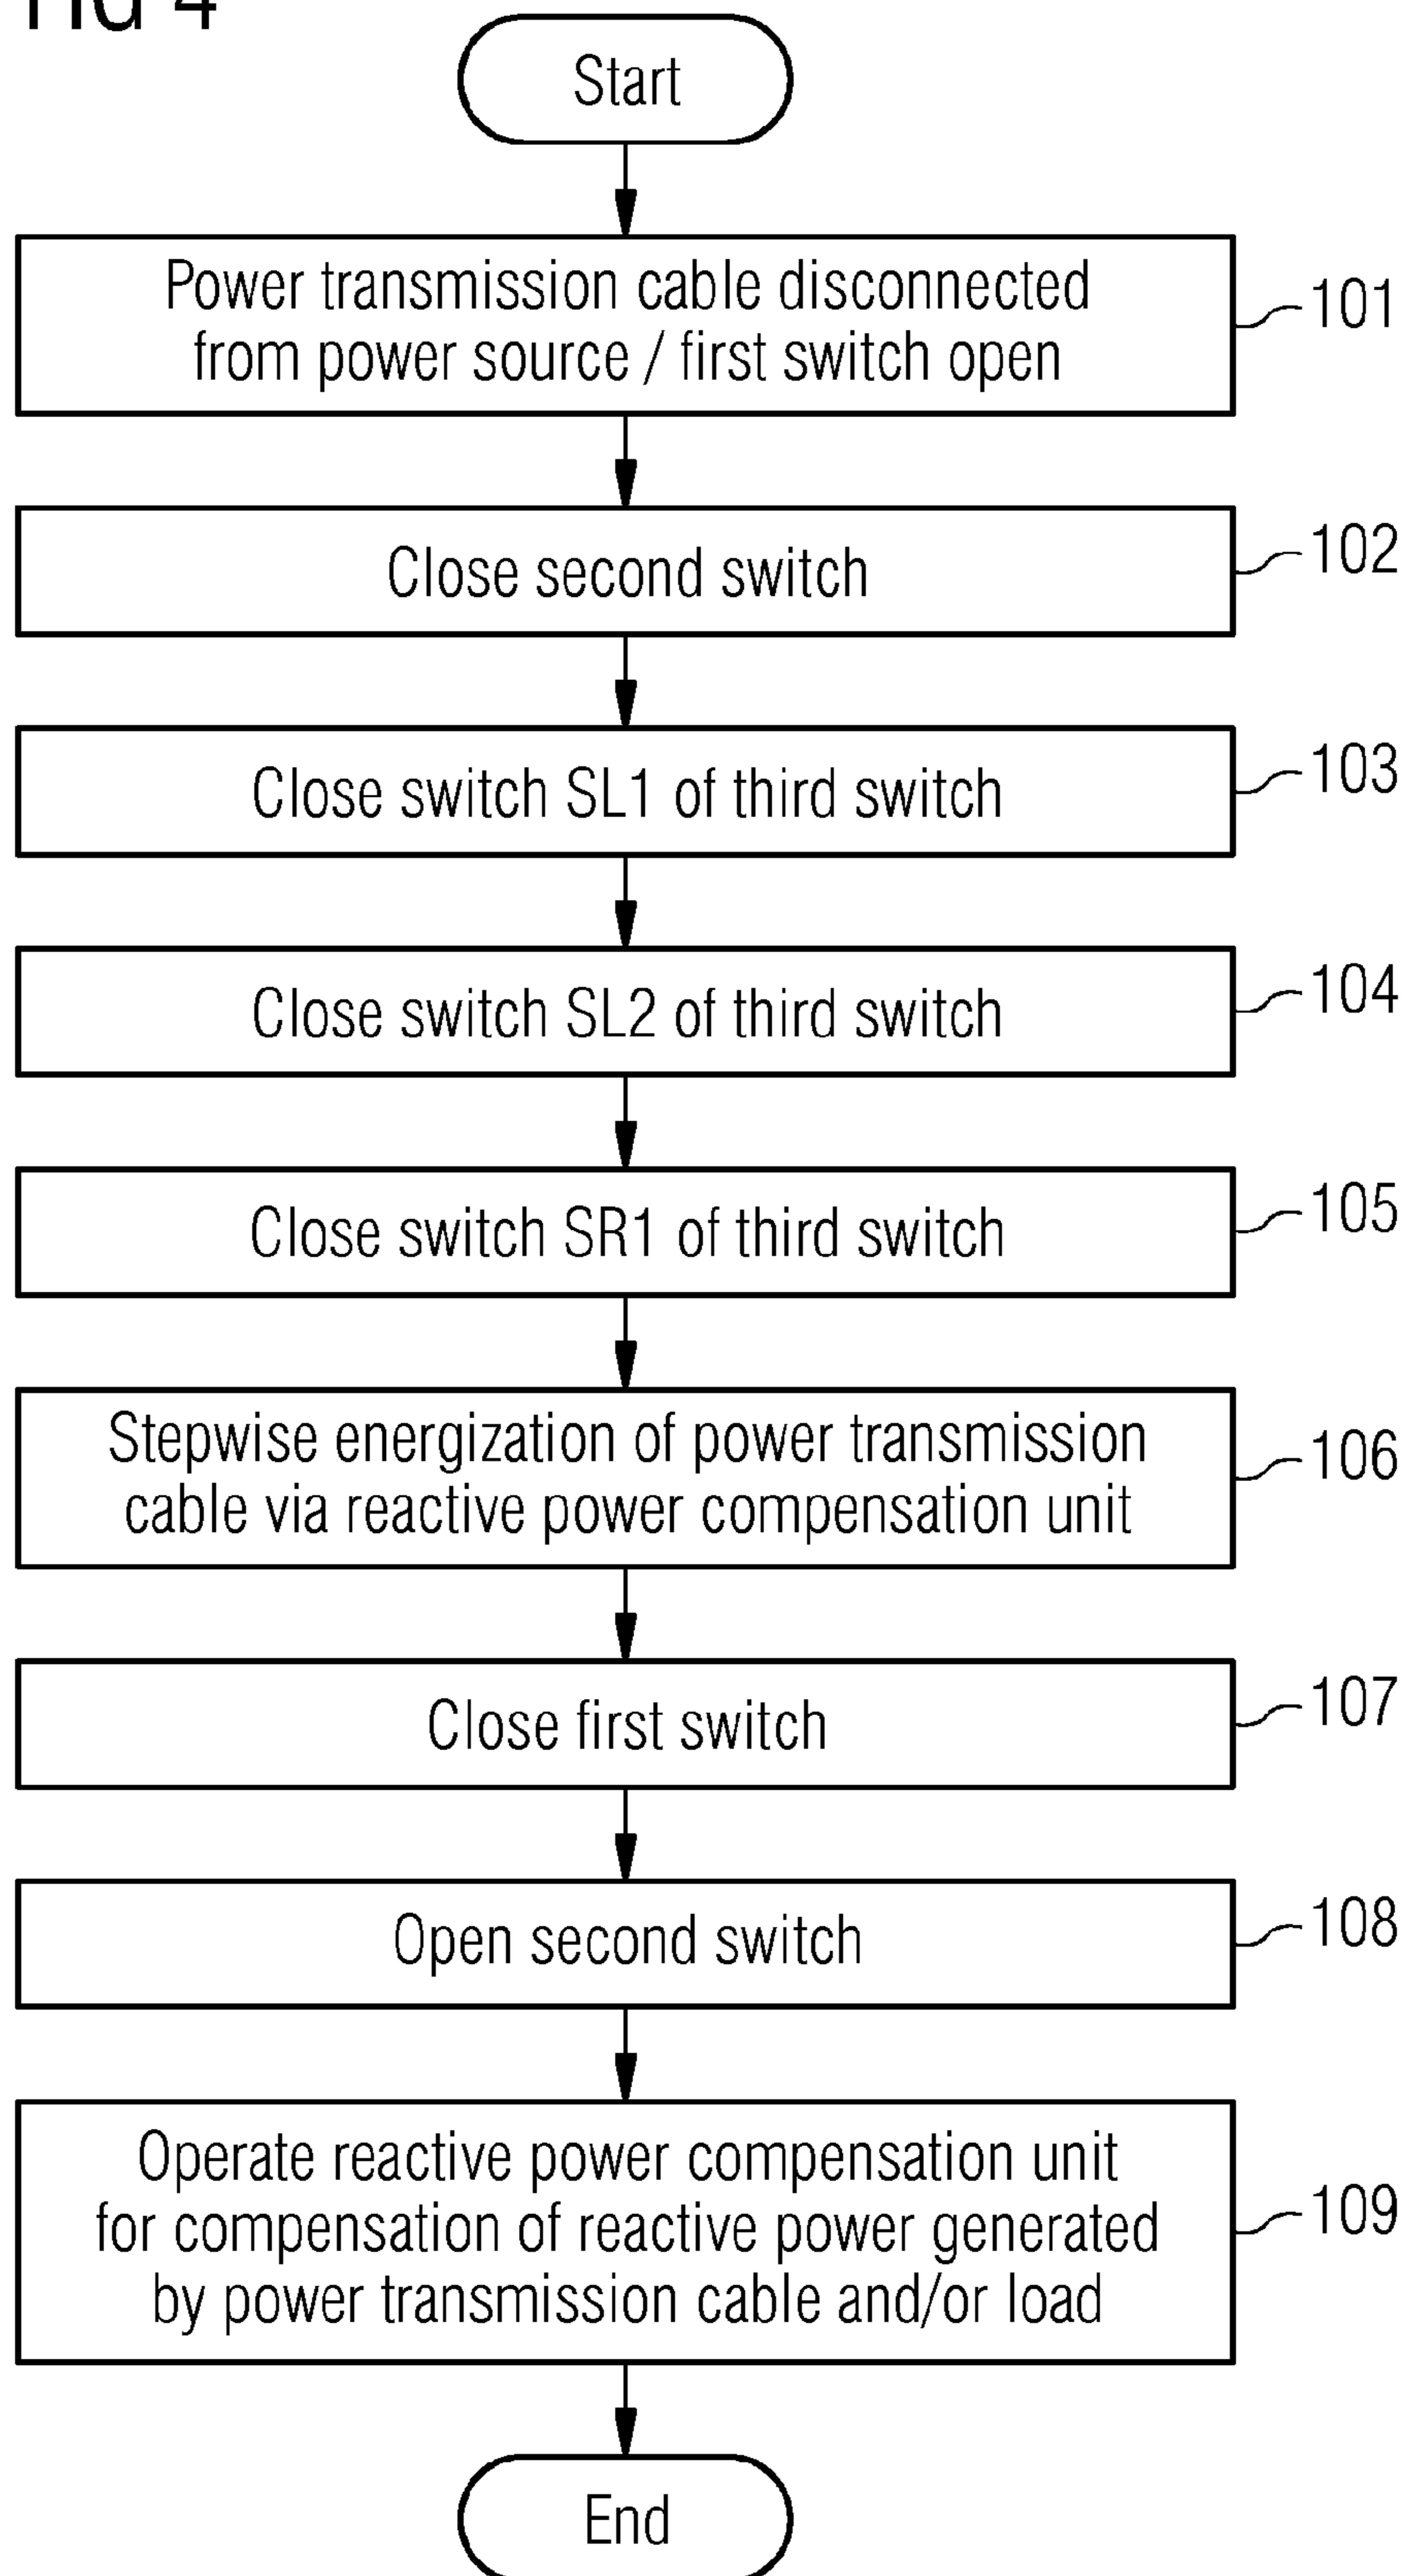 FIG 4
Start
Power transmission cable disconnected
from power source / first switch open
101
Close second switch
102
Close switch SL1 of third switch
103
Close switch SL2 of third switch
104
Close switch SR1 of third switch
105
Stepwise energization of power transmission
cable via reactive power compensation unit
106
Close first switch
107
Open second switch
108
Operate reactive power compensation unit
for compensation of reactive power generated
by power transmission cable and/or load
109
End